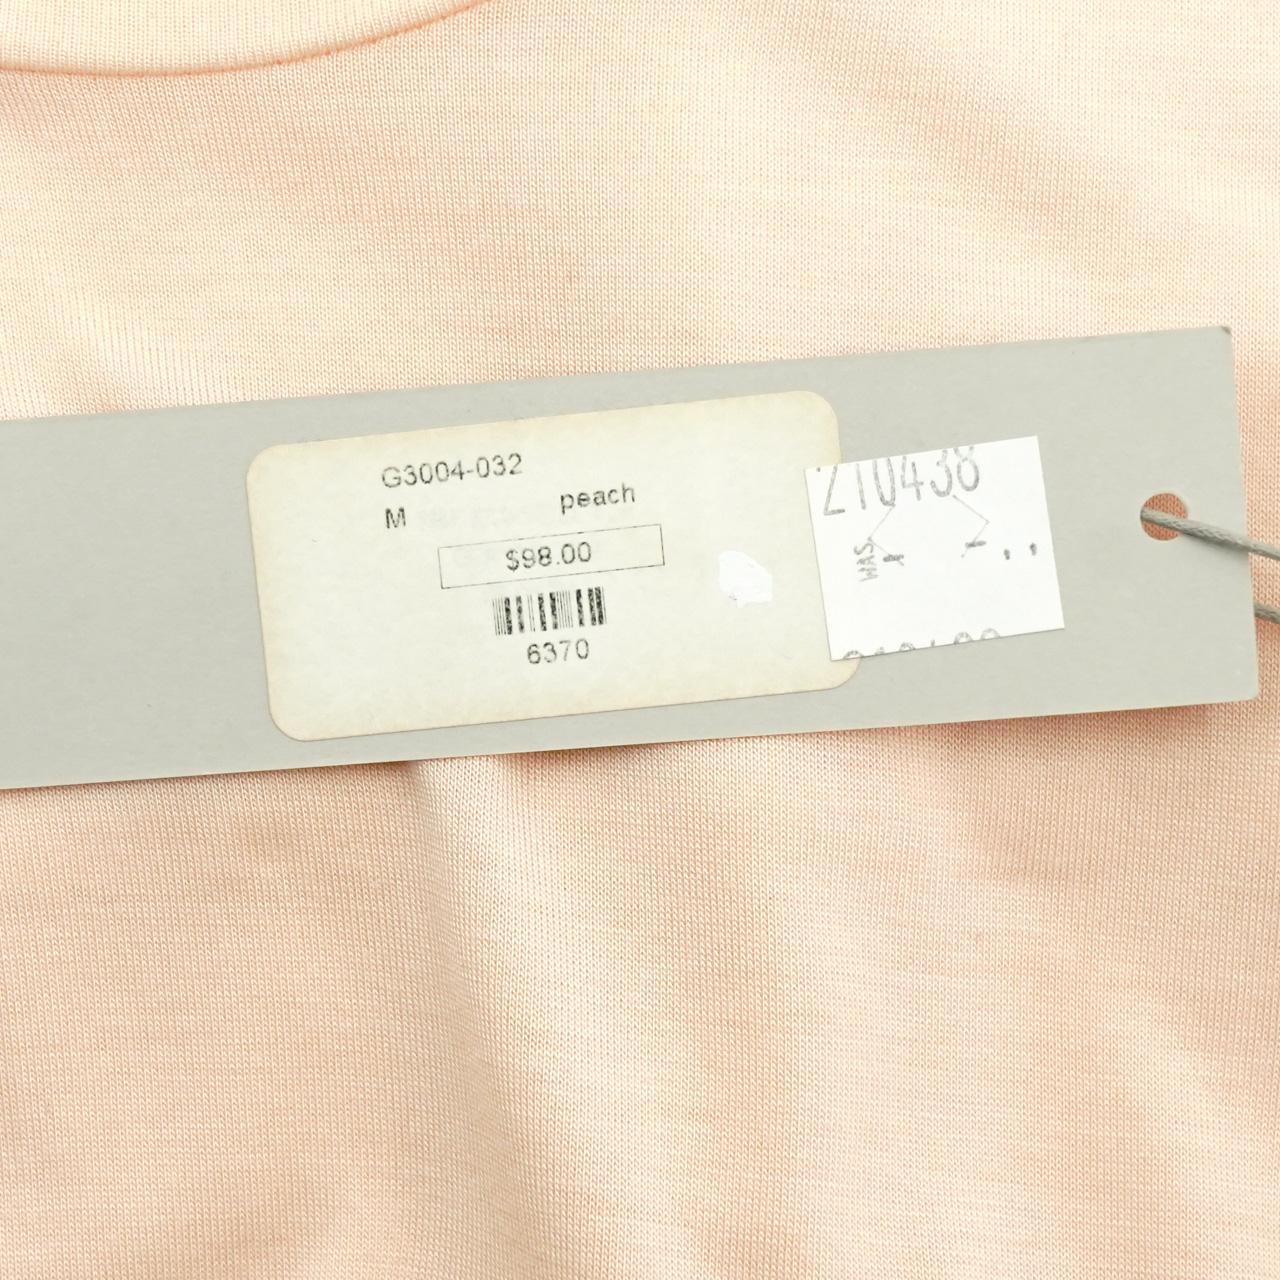 G3004-032
M peach
$98.00
6370
210438
WAS